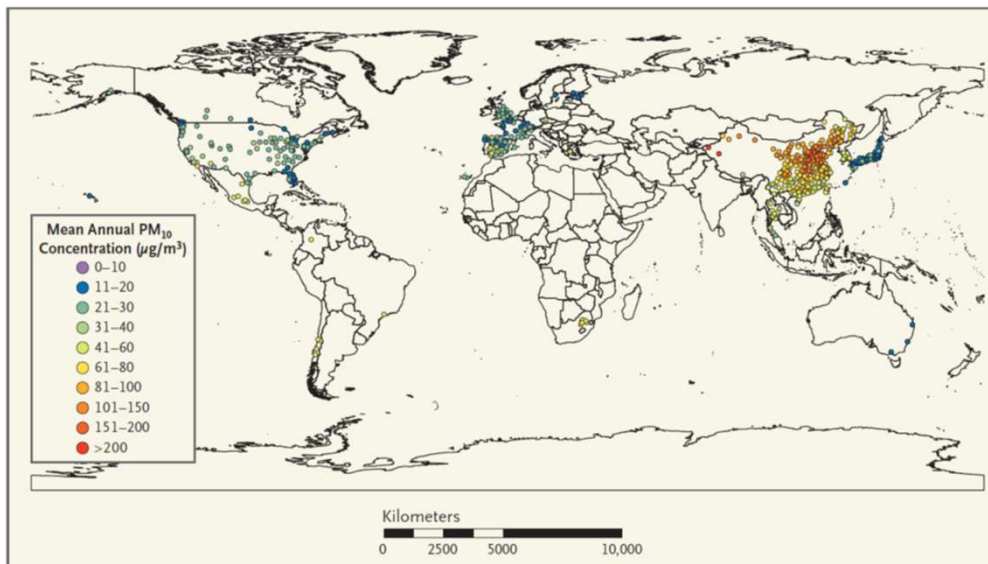 Mean Annual PM₁₀
Concentration (μg/m³)
0–10
11–20
21–30
31–40
41–60
61–80
81–100
101–150
151–200
>200
Kilometers
0 2500 5000 10,000